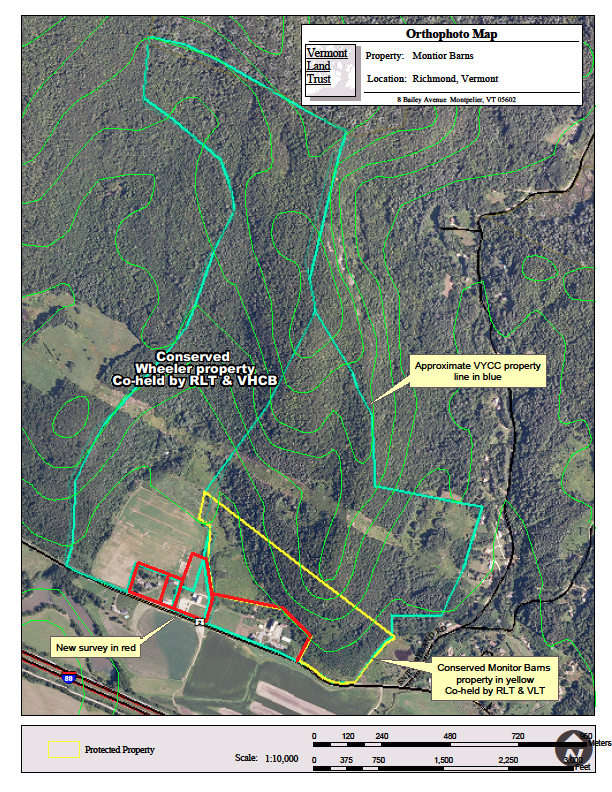 Orthophoto Map
Vermont
Land
Trust
Property: Montior Barns
Location: Richmond, Vermont
8 Bailey Avenue Montpelier, VT 05602
Conserved
Wheeler property
Co-held by RLT & VHCB
Approximate VYCC property
line in blue
New survey in red
2
89
Conserved Monitor Barns
property in yellow
Co-held by RLT & VLT
Protected Property
Scale: 1:10,000
0 120 240 480 720 960
Meters
0 375 750 1,500 2,250 3,000
Feet
N